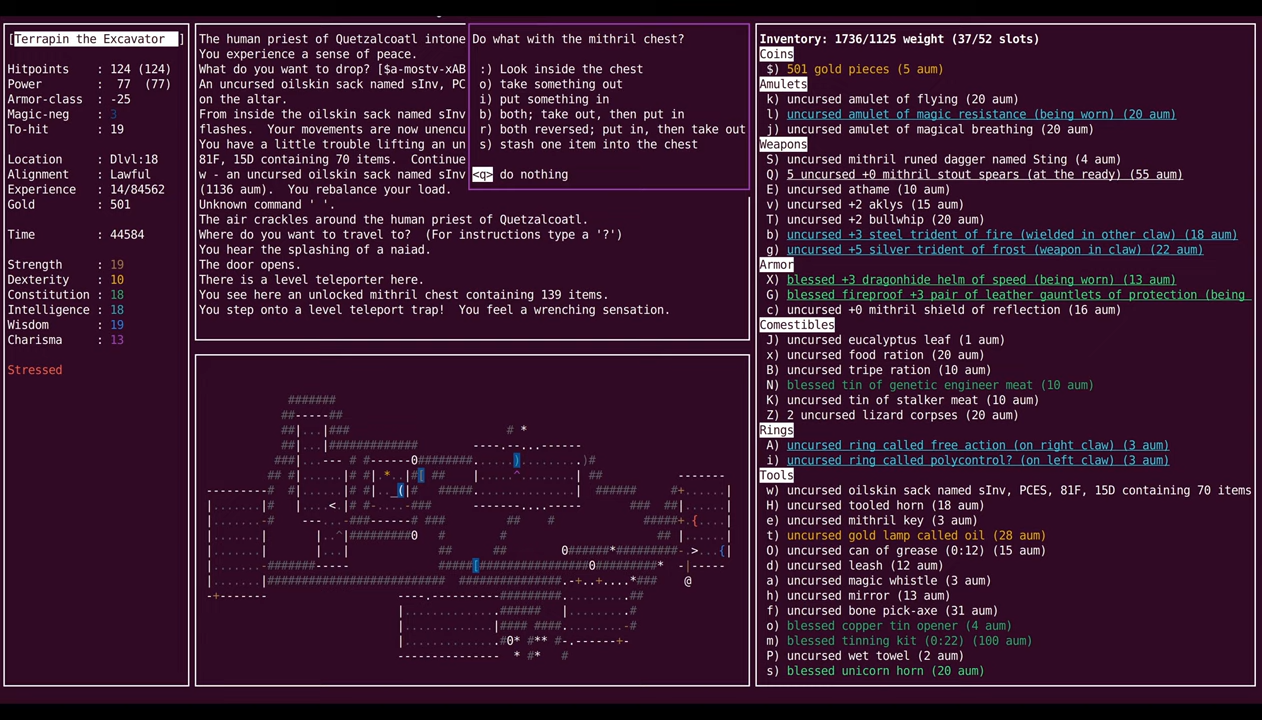 [Terrapin the Excavator ]
Hitpoints : 124 (124)
Power : 77 (77)
Armor-class : -25
Magic-neg : 3
To-hit : 19
Location : Dlvl:18
Alignment : Lawful
Experience : 14/84562
Gold : 501
Time : 44584
Strength : 19
Dexterity : 10
Constitution : 18
Intelligence : 18
Wisdom : 19
Charisma : 13
Stressed
The human priest of Quetzalcoatl intone
You experience a sense of peace.
What do you want to drop? [$a-mostv-xAB
An uncursed oilskin sack named sInv, PC
on the altar.
From inside the oilskin sack named sInv
flashes. Your movements are now unencu
You have a little trouble lifting an un
81F, 15D containing 70 items. Continue
w - an uncursed oilskin sack named sInv
(1136 aum). You rebalance your load.
Unknown command ' '.
The air crackles around the human priest of Quetzalcoatl.
Where do you want to travel to? (For instructions type a '?')
You hear the splashing of a naiad.
The door opens.
There is a level teleporter here.
You see here an unlocked mithril chest containing 139 items.
You step onto a level teleport trap! You feel a wrenching sensation.
Do what with the mithril chest?
:) Look inside the chest
o) take something out
i) put something in
b) both; take out, then put in
r) both reversed; put in, then take out
s) stash one item into the chest
<q> do nothing
Inventory: 1736/1125 weight (37/52 slots)
Coins
$) 501 gold pieces (5 aum)
Amulets
k) uncursed amulet of flying (20 aum)
l) uncursed amulet of magic resistance (being worn) (20 aum)
j) uncursed amulet of magical breathing (20 aum)
Weapons
S) uncursed mithril runed dagger named Sting (4 aum)
Q) 5 uncursed +0 mithril stout spears (at the ready) (55 aum)
E) uncursed athame (10 aum)
v) uncursed +2 aklys (15 aum)
T) uncursed +2 bullwhip (20 aum)
b) uncursed +3 steel trident of fire (wielded in other claw) (18 aum)
g) uncursed +5 silver trident of frost (weapon in claw) (22 aum)
Armor
X) blessed +3 dragonhide helm of speed (being worn) (13 aum)
G) blessed fireproof +3 pair of leather gauntlets of protection (being
c) uncursed +0 mithril shield of reflection (16 aum)
Comestibles
J) uncursed eucalyptus leaf (1 aum)
x) uncursed food ration (20 aum)
B) uncursed tripe ration (10 aum)
N) blessed tin of genetic engineer meat (10 aum)
K) uncursed tin of stalker meat (10 aum)
Z) 2 uncursed lizard corpses (20 aum)
Rings
A) uncursed ring called free action (on right claw) (3 aum)
i) uncursed ring called polycontrol? (on left claw) (3 aum)
Tools
w) uncursed oilskin sack named sInv, PCES, 81F, 15D containing 70 items
H) uncursed tooled horn (18 aum)
e) uncursed mithril key (3 aum)
t) uncursed gold lamp called oil (28 aum)
O) uncursed can of grease (0:12) (15 aum)
d) uncursed leash (12 aum)
a) uncursed magic whistle (3 aum)
h) uncursed mirror (13 aum)
f) uncursed bone pick-axe (31 aum)
o) blessed copper tin opener (4 aum)
m) blessed tinning kit (0:22) (100 aum)
P) uncursed wet towel (2 aum)
s) blessed unicorn horn (20 aum)